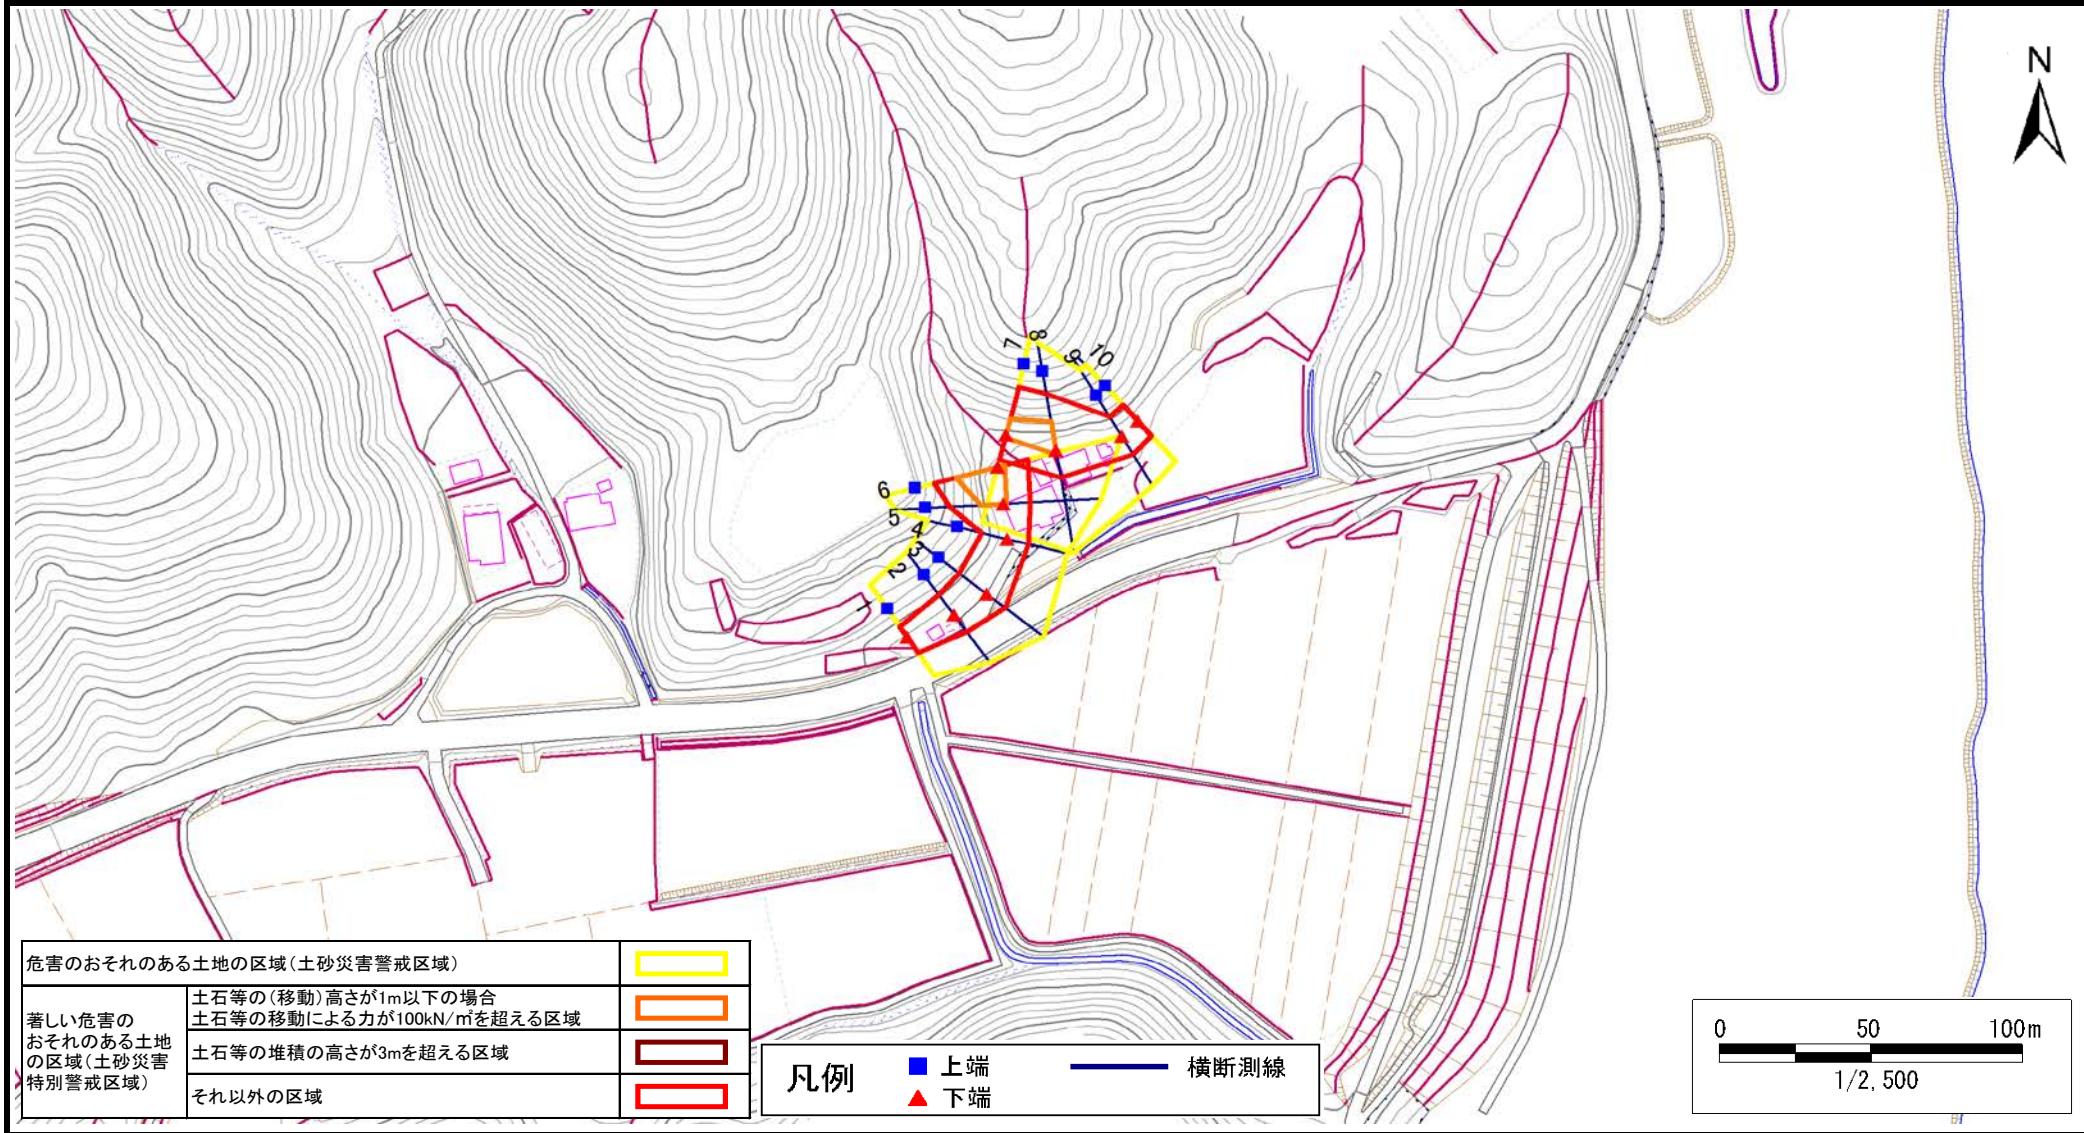 N
7
8
9
10
6
5
4
3
2
1
危害のおそれのある土地の区域(土砂災害警戒区域)
著しい危害の
おそれのある土地
の区域(土砂災害
特別警戒区域)
土石等の(移動)高さが1m以下の場合
土石等の移動による力が100kN/㎡を超える区域
土石等の堆積の高さが3mを超える区域
それ以外の区域
凡例
上端
下端
横断測線
0 50 100m
1/2,500